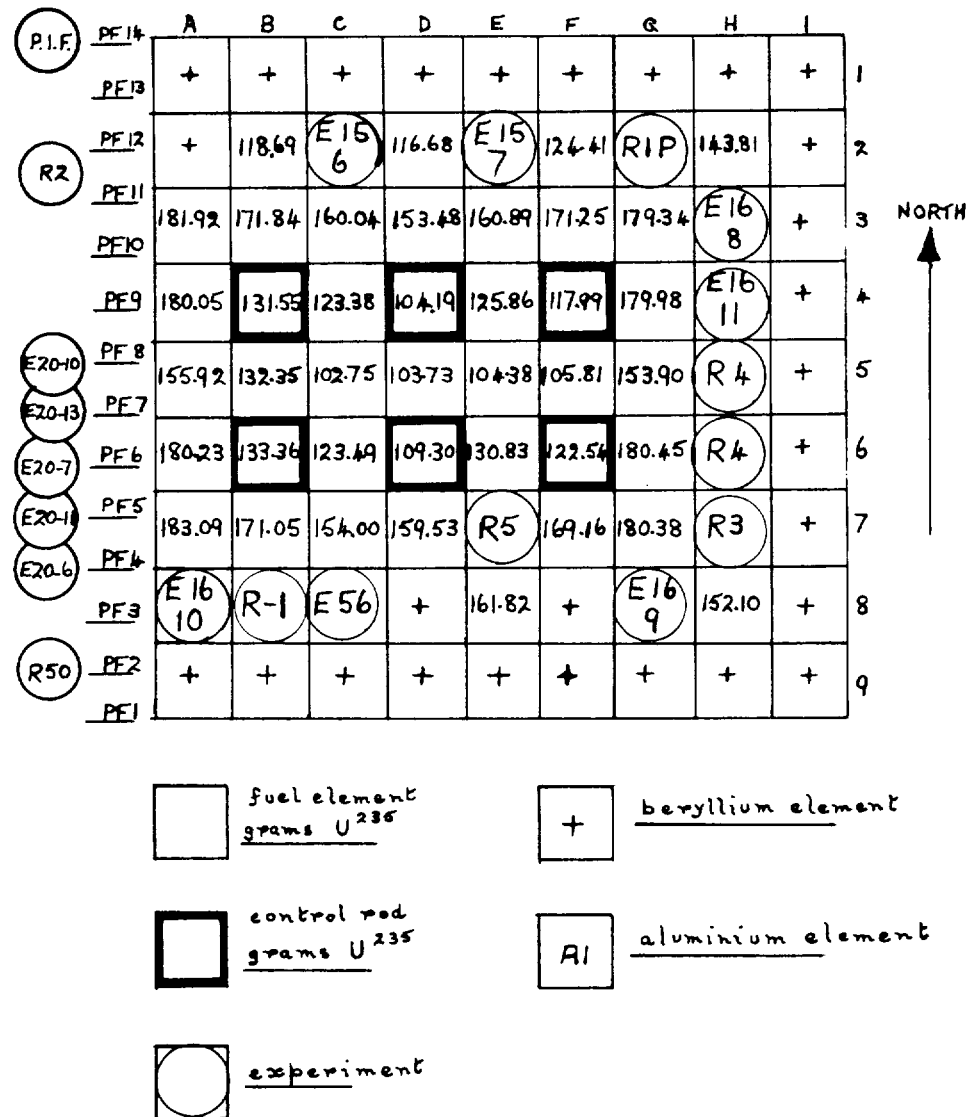 A B C D E F G H I
P.I.F. PF14
PF13 + + + + + + + + + 1
PF12 + 118.69 E15 6 116.68 E15 7 124.41 R1P 143.81 + 2
R2
PF11
181.92 171.84 160.04 153.48 160.89 171.25 179.34 E16 8 + 3
PF10
NORTH
PF9 180.05 131.55 123.38 104.19 125.86 117.99 179.98 E16 11 + 4
E20-10 PF8
155.92 132.35 102.75 103.73 104.38 105.81 153.90 R4 + 5
E20-13 PF7
E20-7 PF6 180.23 133.36 123.49 109.30 130.83 122.54 180.45 R4 + 6
E20-11 PF5
183.09 171.05 154.00 159.53 R5 169.16 180.38 R3 + 7
E20-6 PF4
PF3 E16 10 R-1 E56 + 161.82 + E16 9 152.10 + 8
R50 PF2 + + + + + + + + + 9
PF1
fuel element
grams U235
+ beryllium element
control rod
grams U235
Al aluminium element
experiment